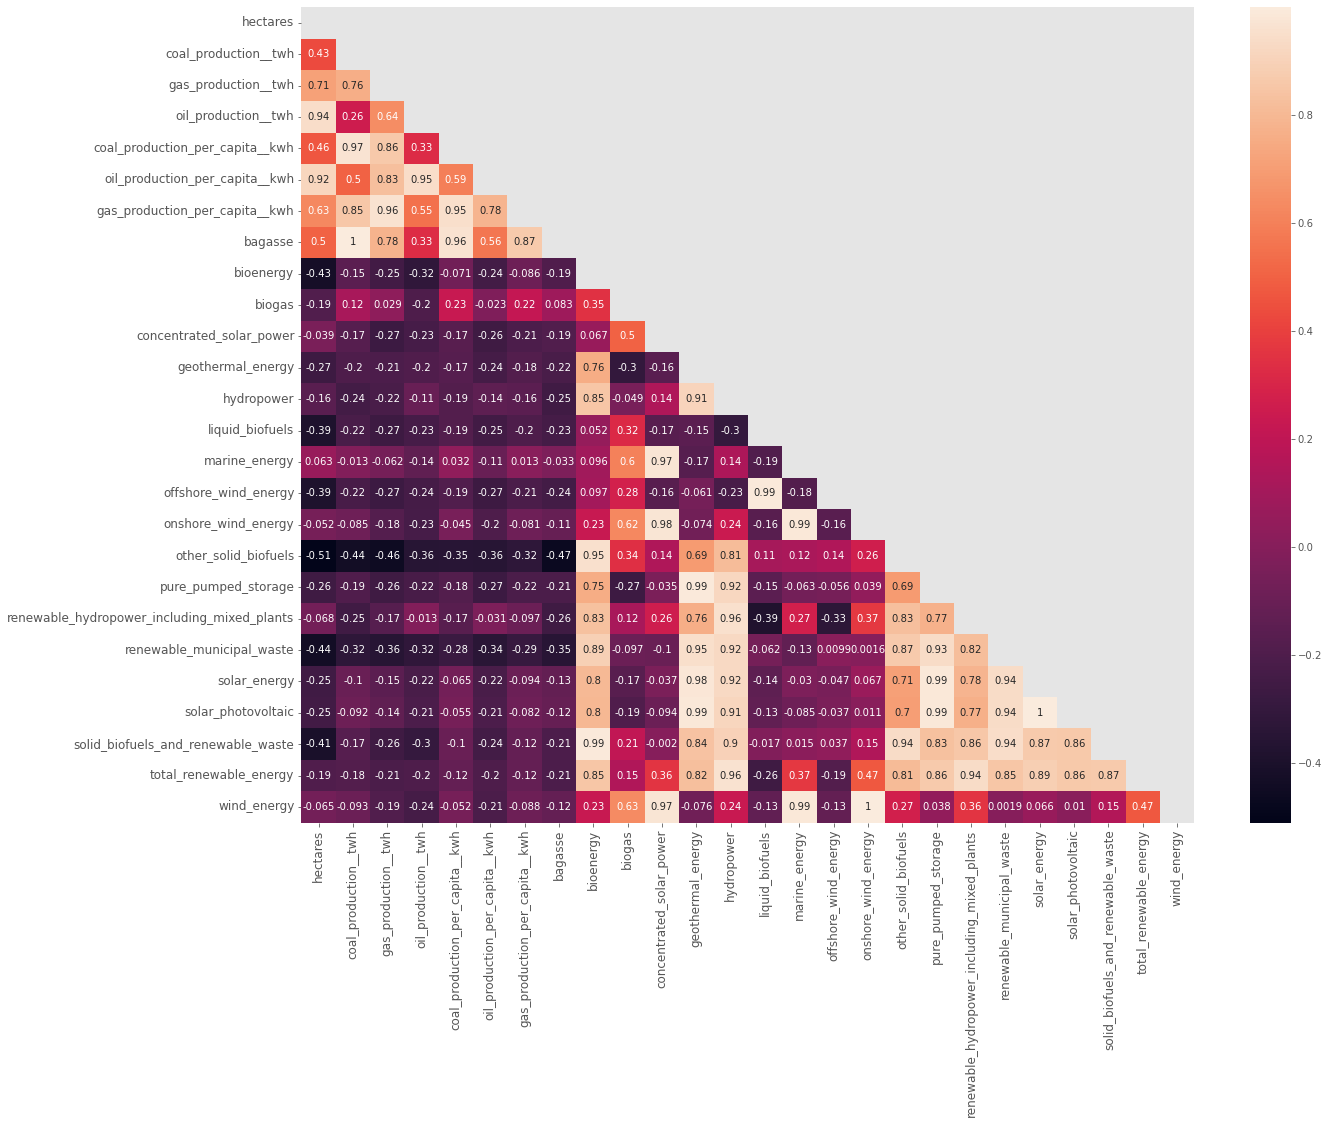 hectares
coal_production__twh 0.43
gas_production__twh 0.71 0.76 0.8
oil_production__twh 0.94 0.26 0.64
coal_production_per_capita__kwh 0.46 0.97 0.86 0.33
oil_production_per_capita__kwh 0.92 0.5 0.83 0.95 0.59
gas_production_per_capita__kwh 0.63 0.85 0.96 0.55 0.95 0.78 0.6
bagasse 0.5 1 0.78 0.33 0.96 0.56 0.87
bioenergy -0.43 -0.15 -0.25 -0.32 -0.071 -0.24 -0.086 -0.19
biogas -0.19 0.12 0.029 -0.2 0.23 -0.023 0.22 0.083 0.35
concentrated_solar_power -0.039 -0.17 -0.27 -0.23 -0.17 -0.26 -0.21 -0.19 0.067 0.5 0.4
geothermal_energy -0.27 -0.2 -0.21 -0.2 -0.17 -0.24 -0.18 -0.22 0.76 -0.3 -0.16
hydropower -0.16 -0.24 -0.22 -0.11 -0.19 -0.14 -0.16 -0.25 0.85 -0.049 0.14 0.91
liquid_biofuels -0.39 -0.22 -0.27 -0.23 -0.19 -0.25 -0.2 -0.23 0.052 0.32 -0.17 -0.15 -0.3 0.2
marine_energy 0.063 -0.013 -0.062 -0.14 0.032 -0.11 0.013 -0.033 0.096 0.6 0.97 -0.17 0.14 -0.19
offshore_wind_energy -0.39 -0.22 -0.27 -0.24 -0.19 -0.27 -0.21 -0.24 0.097 0.28 -0.16 -0.061 -0.23 0.99 -0.18
onshore_wind_energy -0.052 -0.085 -0.18 -0.23 -0.045 -0.2 -0.081 -0.11 0.23 0.62 0.98 -0.074 0.24 -0.16 0.99 -0.16
other_solid_biofuels -0.51 -0.44 -0.46 -0.36 -0.35 -0.36 -0.32 -0.47 0.95 0.34 0.14 0.69 0.81 0.11 0.12 0.14 0.26 0.0
pure_pumped_storage -0.26 -0.19 -0.26 -0.22 -0.18 -0.27 -0.22 -0.21 0.75 -0.27 -0.035 0.99 0.92 -0.15 -0.063 -0.056 0.039 0.69
renewable_hydropower_including_mixed_plants -0.068 -0.25 -0.17 -0.013 -0.17 -0.031 -0.097 -0.26 0.83 0.12 0.26 0.76 0.96 -0.39 0.27 -0.33 0.37 0.83 0.77
renewable_municipal_waste -0.44 -0.32 -0.36 -0.32 -0.28 -0.34 -0.29 -0.35 0.89 -0.097 -0.1 0.95 0.92 -0.062 -0.13 0.0099 0.0016 0.87 0.93 0.82 −0.2
solar_energy -0.25 -0.1 -0.15 -0.22 -0.065 -0.22 -0.094 -0.13 0.8 -0.17 -0.037 0.98 0.92 -0.14 -0.03 -0.047 0.067 0.71 0.99 0.78 0.94
solar_photovoltaic -0.25 -0.092 -0.14 -0.21 -0.055 -0.21 -0.082 -0.12 0.8 -0.19 -0.094 0.99 0.91 -0.13 -0.085 -0.037 0.011 0.7 0.99 0.77 0.94 1
solid_biofuels_and_renewable_waste -0.41 -0.17 -0.26 -0.3 -0.1 -0.24 -0.12 -0.21 0.99 0.21 -0.002 0.84 0.9 -0.017 0.015 0.037 0.15 0.94 0.83 0.86 0.94 0.87 0.86
total_renewable_energy -0.19 -0.18 -0.21 -0.2 -0.12 -0.2 -0.12 -0.21 0.85 0.15 0.36 0.82 0.96 -0.26 0.37 -0.19 0.47 0.81 0.86 0.94 0.85 0.89 0.86 0.87 −0.4
wind_energy -0.065 -0.093 -0.19 -0.24 -0.052 -0.21 -0.088 -0.12 0.23 0.63 0.97 -0.076 0.24 -0.13 0.99 -0.13 1 0.27 0.038 0.36 0.0019 0.066 0.01 0.15 0.47
hectares
coal_production__twh
gas_production__twh
oil_production__twh
coal_production_per_capita__kwh
oil_production_per_capita__kwh
gas_production_per_capita__kwh
bagasse
bioenergy
biogas
concentrated_solar_power
geothermal_energy
hydropower
liquid_biofuels
marine_energy
offshore_wind_energy
onshore_wind_energy
other_solid_biofuels
pure_pumped_storage
renewable_hydropower_including_mixed_plants
renewable_municipal_waste
solar_energy
solar_photovoltaic
solid_biofuels_and_renewable_waste
total_renewable_energy
wind_energy